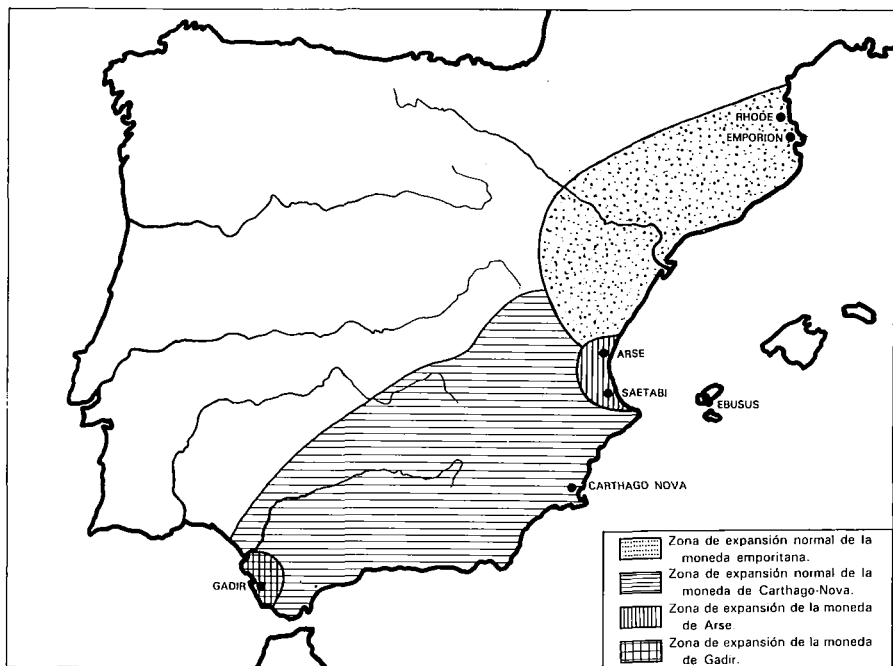 RHODE
EMPORION
ARSE
SAETABI
EBUSUS
CARTHAGO NOVA
GADIR
Zona de expansión normal de la
moneda emporitana.
Zona de expansión normal de la
moneda de Carthago-Nova.
Zona de expansión de la moneda
de Arse.
Zona de expansión de la moneda
de Gadir.